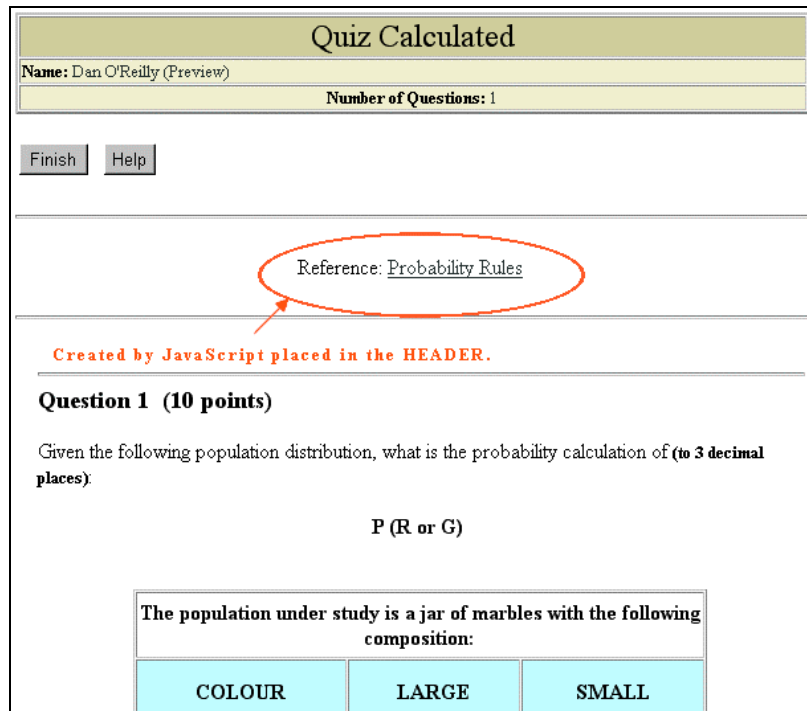 Quiz Calculated
Name: Dan O'Reilly (Preview)
Number of Questions: 1
Finish Help
Reference: Probability Rules
Created by JavaScript placed in the HEADER.
Question 1 (10 points)
Given the following population distribution, what is the probability calculation of (to 3 decimal
places):
P (R or G)
The population under study is a jar of marbles with the following
composition:
COLOUR LARGE SMALL